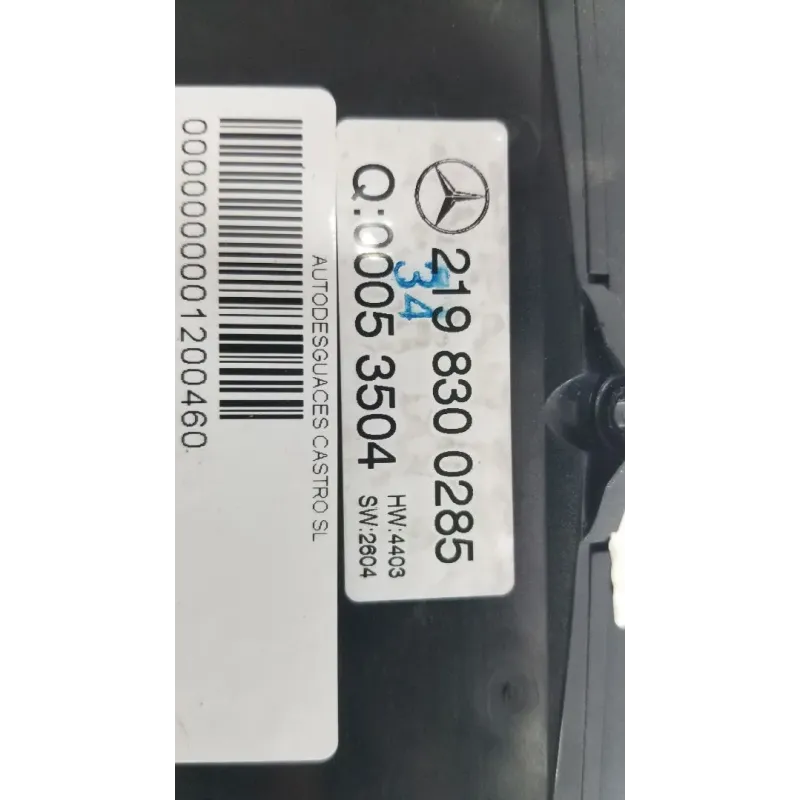 219 830 0285
34
Q:0005 3504
HW:4403
SW:2604
AUTODESGUACES CASTRO SL
0000000001200460